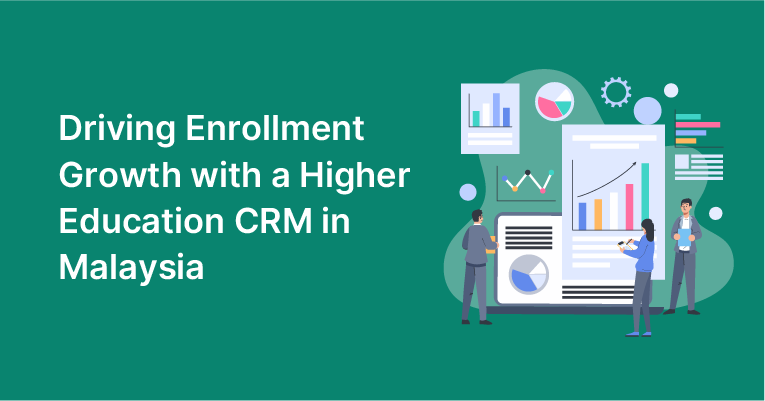 Driving Enrollment
Growth with a Higher
Education CRM in
Malaysia